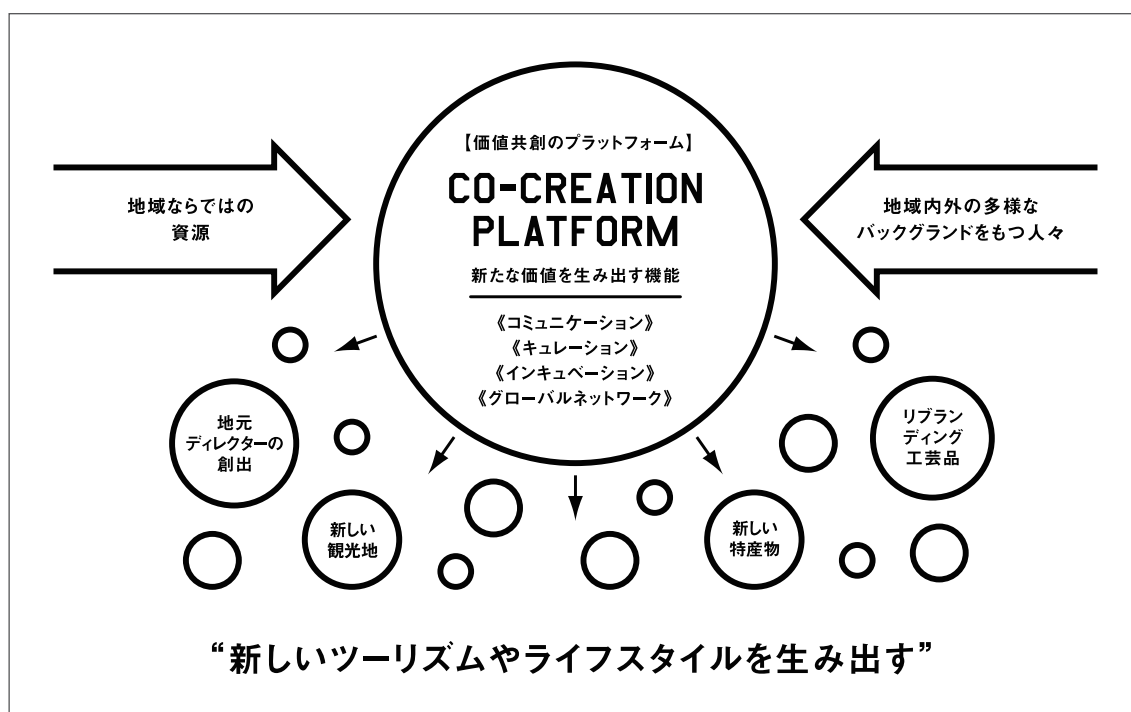 【価値共創のプラットフォーム】
CO-CREATION
PLATFORM
新たな価値を生み出す機能
《コミュニケーション》
《キュレーション》
《インキュベーション》
《グローバルネットワーク》
地域ならではの
資源
地域内外の多様な
バックグランドをもつ人々
地元
ディレクターの
創出
新しい
観光地
新しい
特産物
リブラン
ディング
工芸品
“新しいツーリズムやライフスタイルを生み出す”